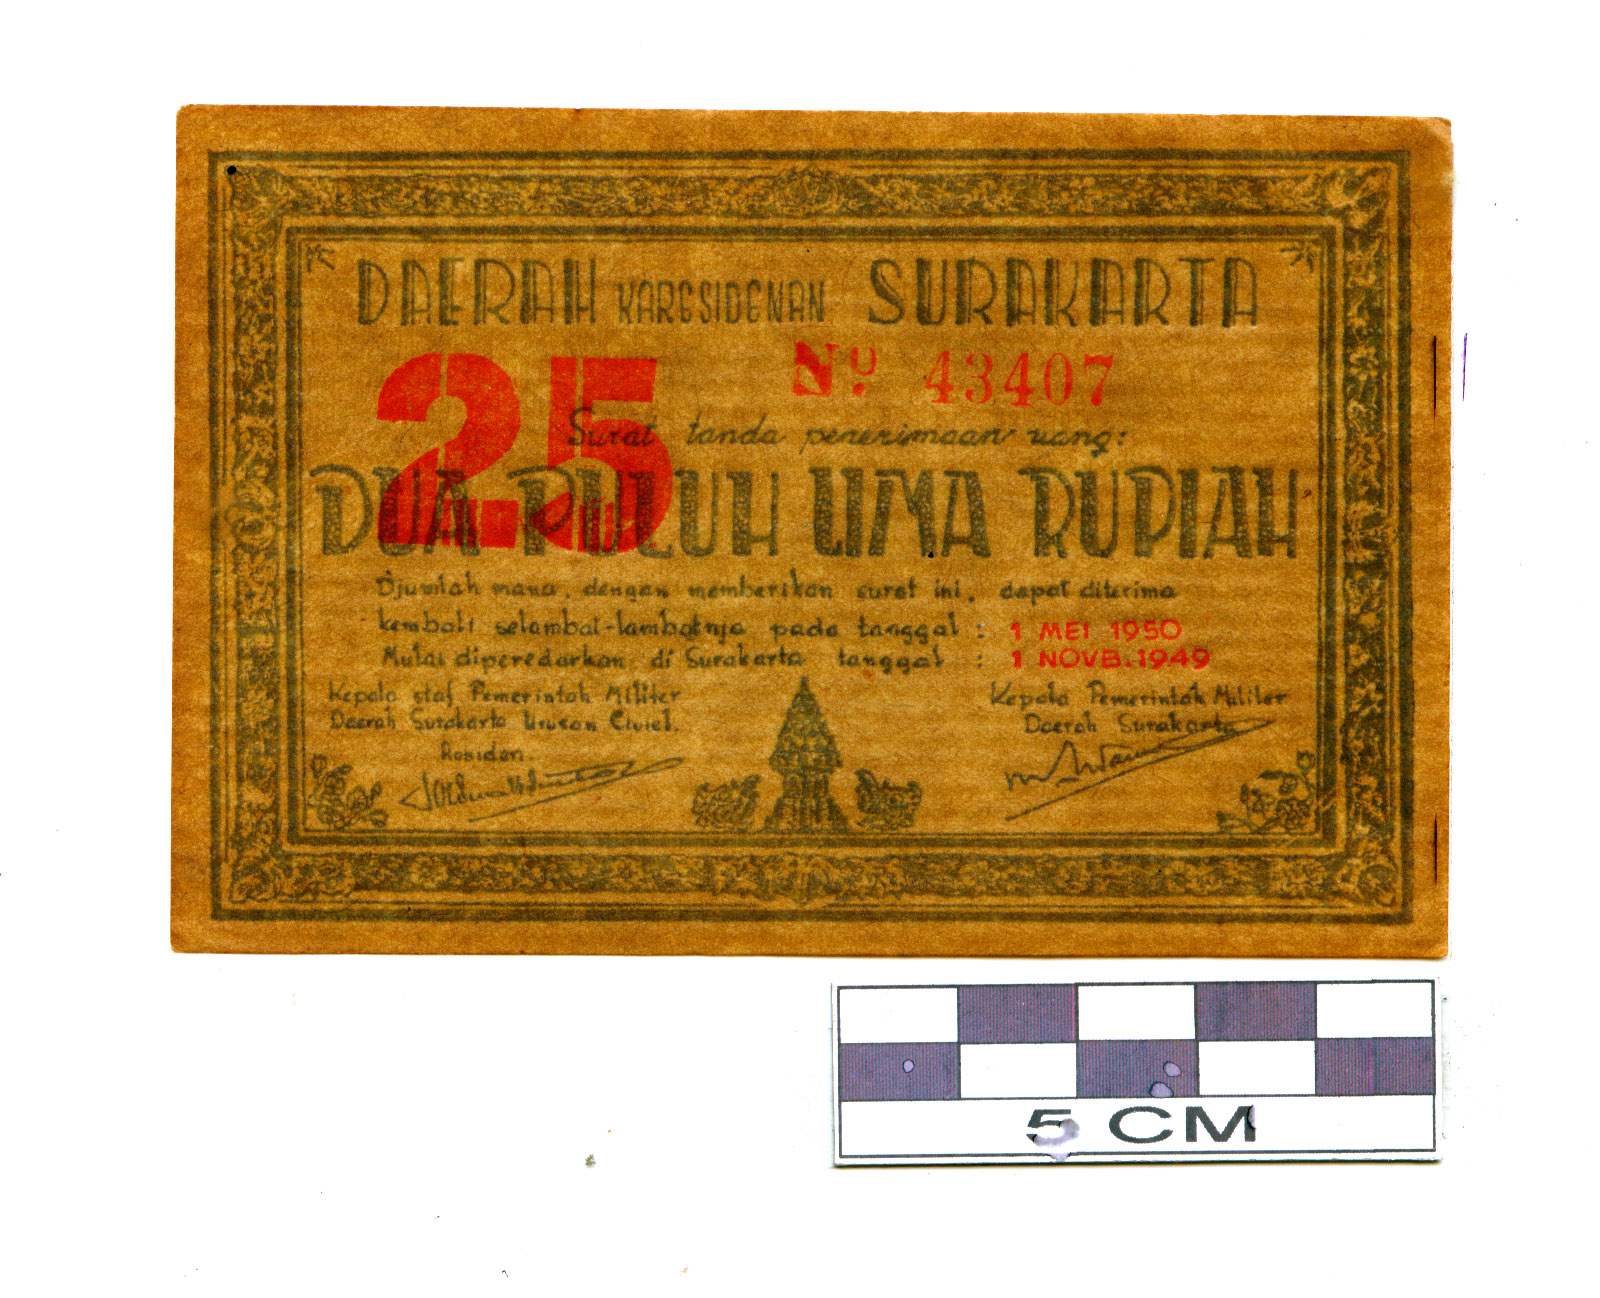 DAERAH KARESIDENAN SURAKARTA
25
No 43407
Surat tanda penerimaan uang:
DUA PULUH LIMA RUPIAH
Djumlah mana, dengan memberikan surat ini, dapat diterima
kembali selambat-lambatnja pada tanggal : 1 MEI 1950
Mulai diperedarkan di Surakarta tanggal : 1 NOVB. 1949
Kepala staf Pemerintah Militer
Daerah Surakarta Urusan Civiel.
Residen.
Kepala Pemerintah Militer
Daerah Surakarta
5 CM